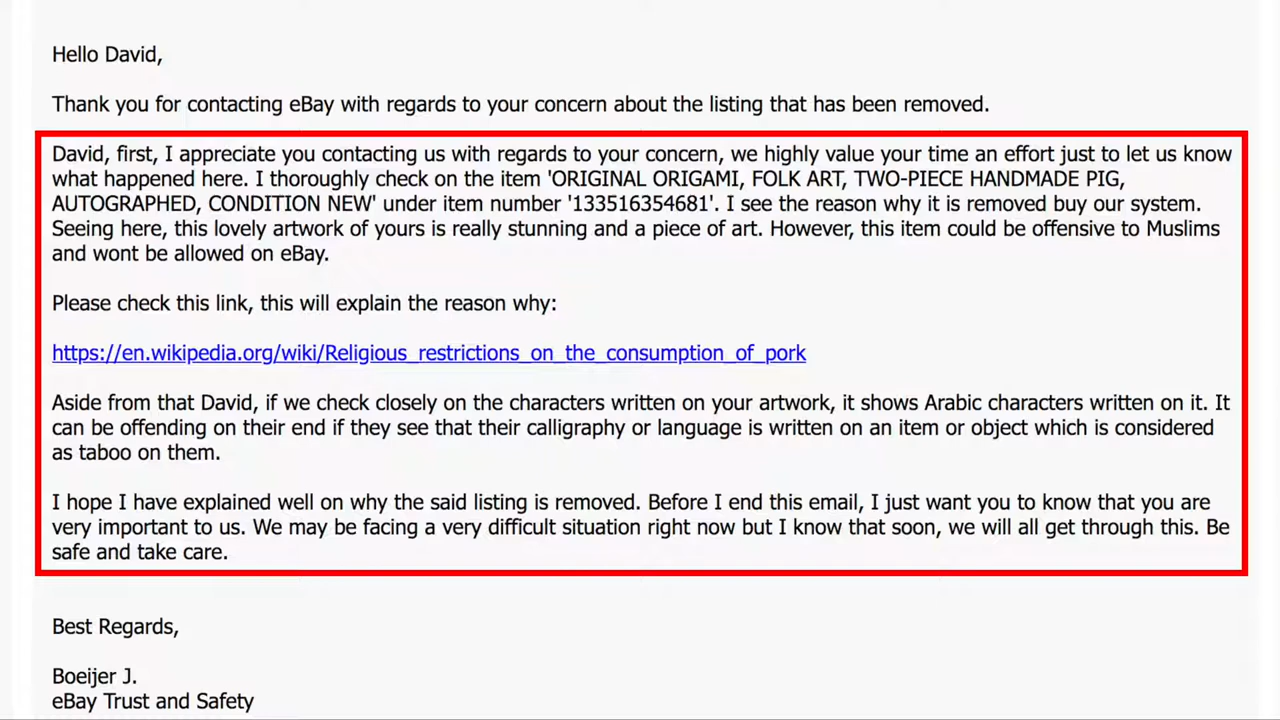 Hello David,
Thank you for contacting eBay with regards to your concern about the listing that has been removed.
David, first, I appreciate you contacting us with regards to your concern, we highly value your time an effort just to let us know
what happened here. I thoroughly check on the item 'ORIGINAL ORIGAMI, FOLK ART, TWO-PIECE HANDMADE PIG,
AUTOGRAPHED, CONDITION NEW' under item number '133516354681'. I see the reason why it is removed buy our system.
Seeing here, this lovely artwork of yours is really stunning and a piece of art. However, this item could be offensive to Muslims
and wont be allowed on eBay.
Please check this link, this will explain the reason why:
https://en.wikipedia.org/wiki/Religious_restrictions_on_the_consumption_of_pork
Aside from that David, if we check closely on the characters written on your artwork, it shows Arabic characters written on it. It
can be offending on their end if they see that their calligraphy or language is written on an item or object which is considered
as taboo on them.
I hope I have explained well on why the said listing is removed. Before I end this email, I just want you to know that you are
very important to us. We may be facing a very difficult situation right now but I know that soon, we will all get through this. Be
safe and take care.
Best Regards,
Boeijer J.
eBay Trust and Safety